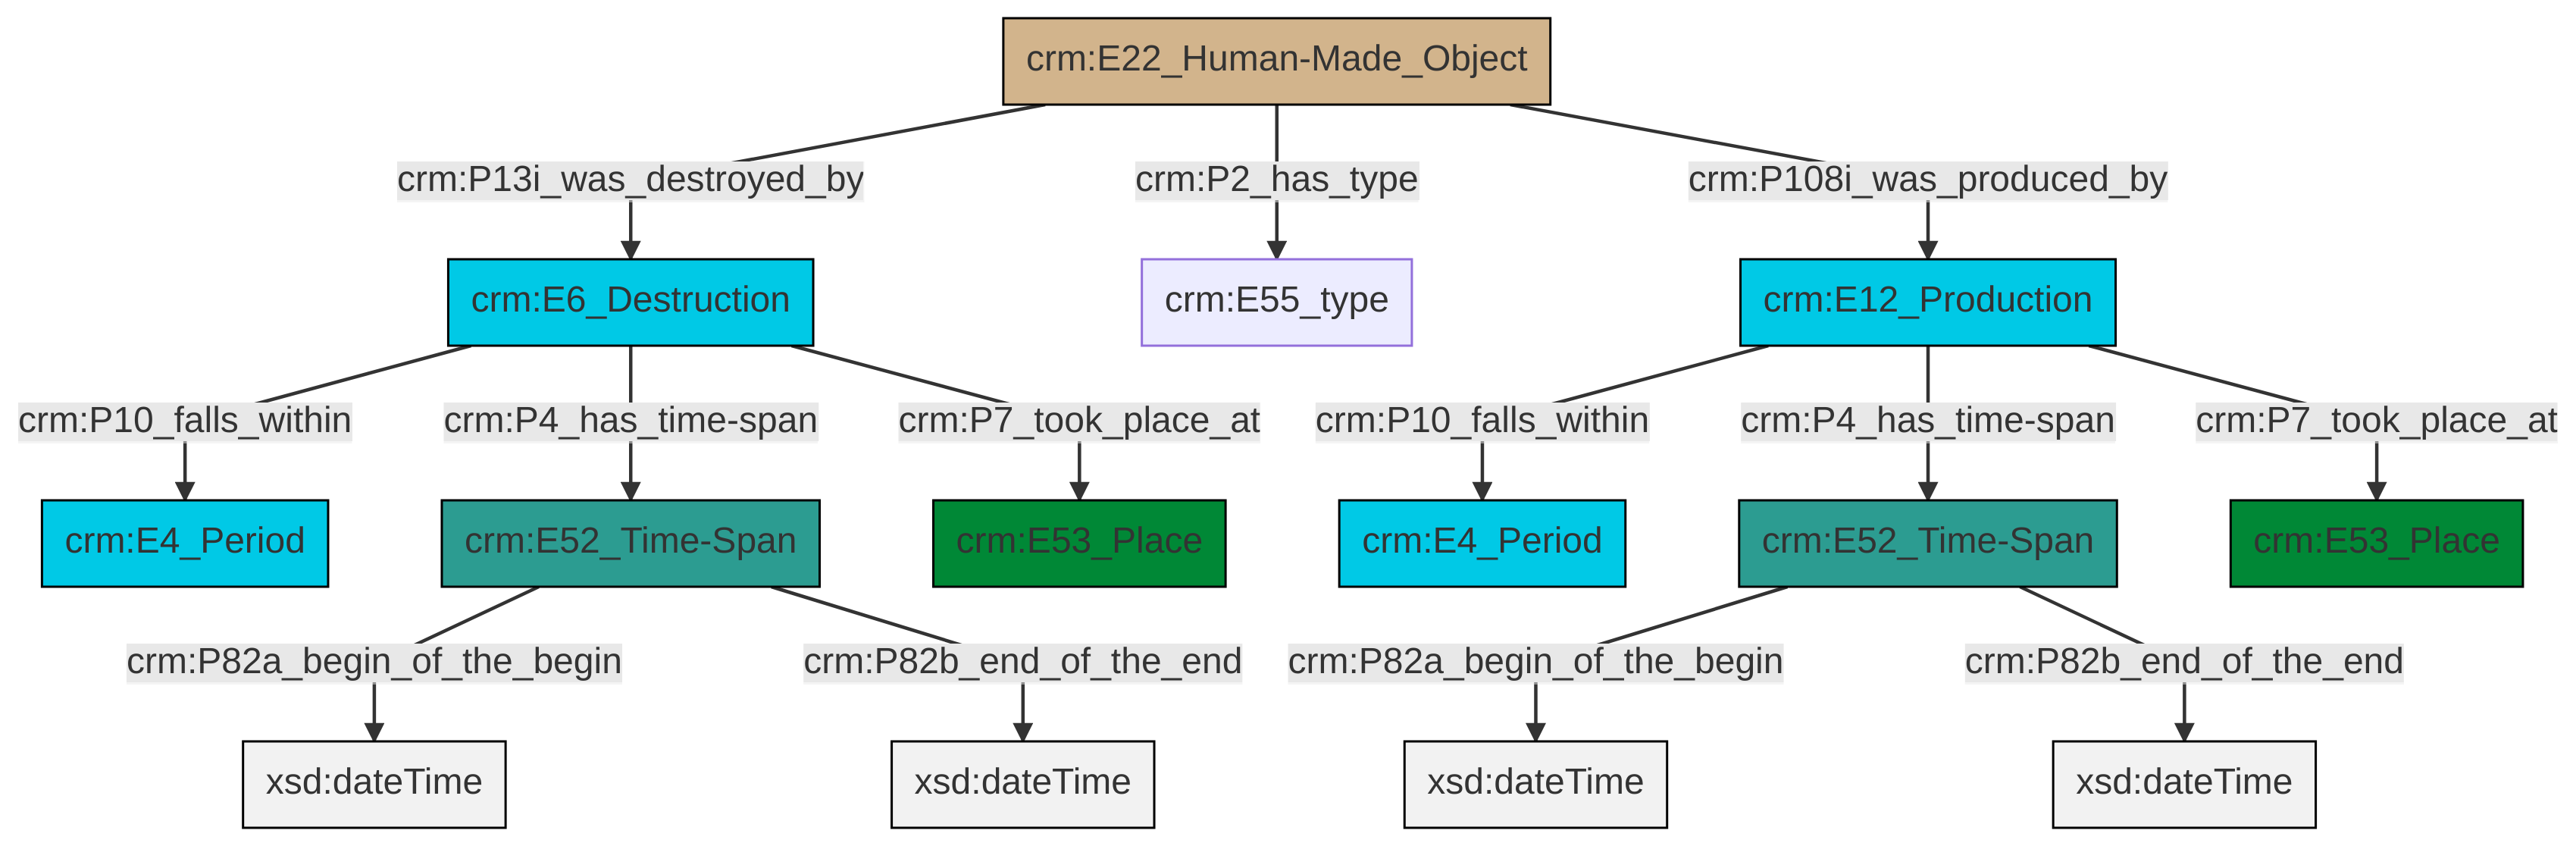 crm:E22_Human-Made_Object
crm:P13i_was_destroyed_by
crm:P2_has_type
crm:P108i_was_produced_by
crm:E6_Destruction
crm:E55_type
crm:E12_Production
crm:P10_falls_within
crm:P4_has_time-span
crm:P7_took_place_at
crm:P10_falls_within
crm:P4_has_time-span
crm:P7_took_place_at
crm:E4_Period
crm:E52_Time-Span
crm:E53_Place
crm:E4_Period
crm:E52_Time-Span
crm:E53_Place
crm:P82a_begin_of_the_begin
crm:P82b_end_of_the_end
crm:P82a_begin_of_the_begin
crm:P82b_end_of_the_end
xsd:dateTime
xsd:dateTime
xsd:dateTime
xsd:dateTime